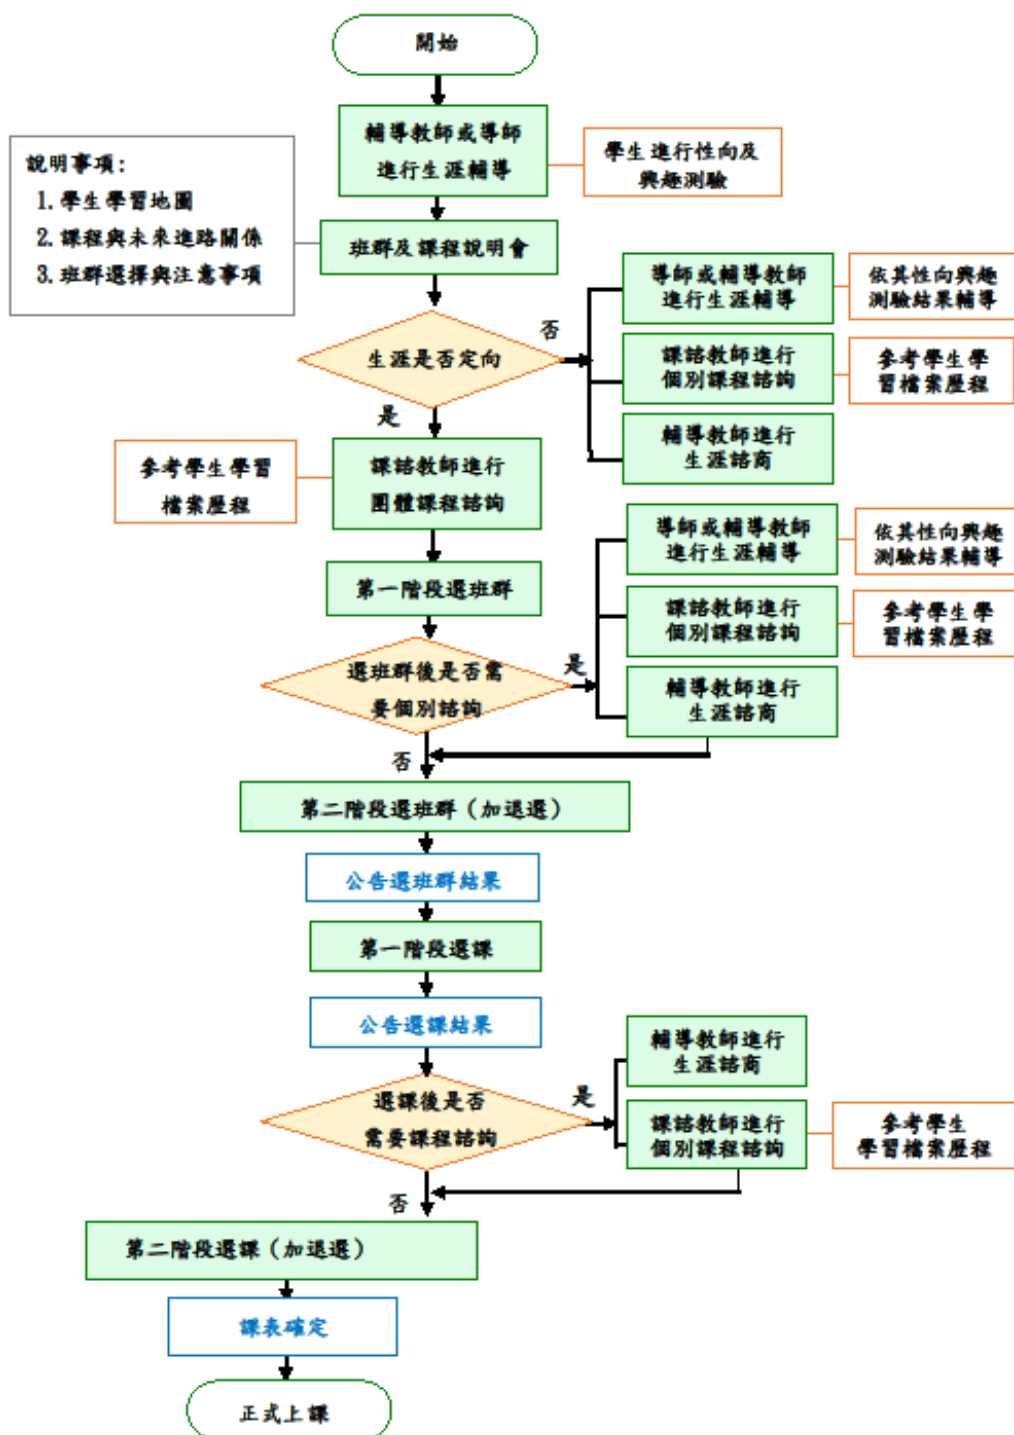 開始
輔導教師或導師
進行生涯輔導
學生進行性向及
興趣測驗
說明事項:
1.學生學習地圖
2.課程與未來進路關係
3.班群選擇與注意事項
班群及課程說明會
導師或輔導教師
進行生涯輔導
依其性向興趣
測驗結果輔導
否
生涯是否定向
課諮教師進行
個別課程諮詢
參考學生學
習檔案歷程
是
輔導教師進行
生涯諮商
參考學生學習
檔案歷程
課諮教師進行
團體課程諮詢
導師或輔導教師
進行生涯輔導
依其性向興趣
測驗結果輔導
第一階段選班群
課諮教師進行
個別課程諮詢
參考學生學
習檔案歷程
選班群後是否需
要個別諮詢
是
輔導教師進行
生涯諮商
否
第二階段選班群（加退選）
公告選班群結果
第一階段選課
公告選課結果
輔導教師進行
生涯諮商
選課後是否
需要課程諮詢
是
課諮教師進行
個別課程諮詢
參考學生
學習檔案歷程
否
第二階段選課（加退選）
課表確定
正式上課